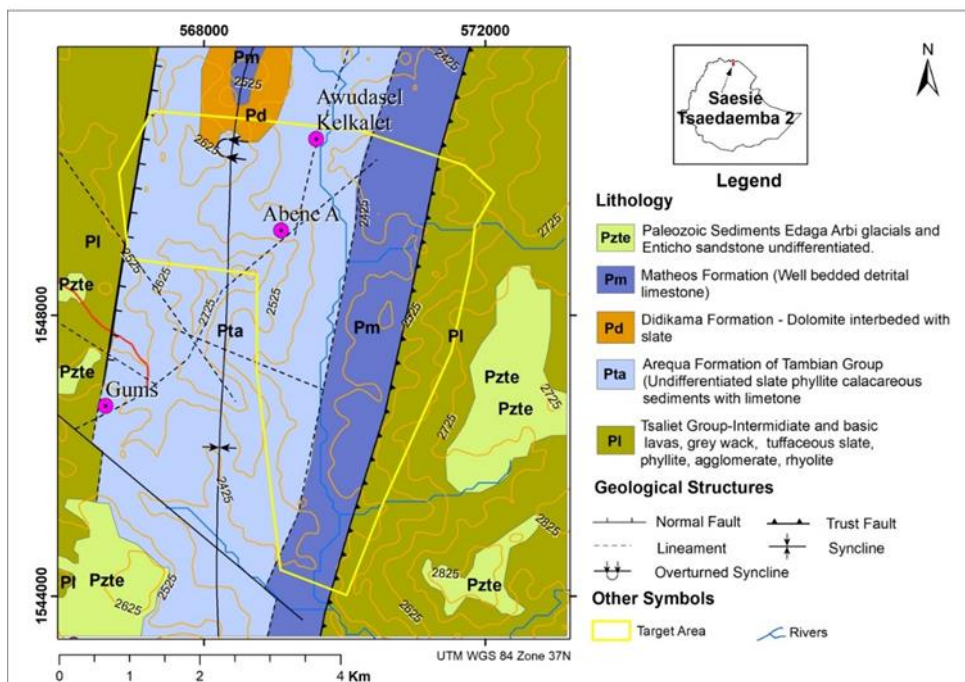 568000
572000
1548000
1544000
N
Pm
2525
Pd
Awudasel
Kelkalet
2425
2625
Abene A
2425
2725
Pl
2525
2625
2725
2525
Pzte
Pta
Pm
2525
Pl
Pzte
Pzte
Pzte
2725
2725
Gums
2425
2825
2825
Pzte
Pl
Pzte
2525
2625
2625
UTM WGS 84 Zone 37N
0 2 4 Km
Saesie
Tsaedaemba 2
Legend
Lithology
Pzte Paleozoic Sediments Edaga Arbi glacials and
Enticho sandstone undifferentiated.
Pm Matheos Formation (Well bedded detrital
limestone)
Pd Didikama Formation - Dolomite interbeded with
slate
Pta Arequa Formation of Tambian Group
(Undifferentiated slate phyllite calacareous
sediments with limetone
Pl Tsaliet Group-Intermidiate and basic
lavas, grey wack, tuffaceous slate,
phyllite, agglomerate, rhyolite
Geological Structures
Normal Fault
Trust Fault
Lineament
Syncline
Overturned Syncline
Other Symbols
Target Area
Rivers